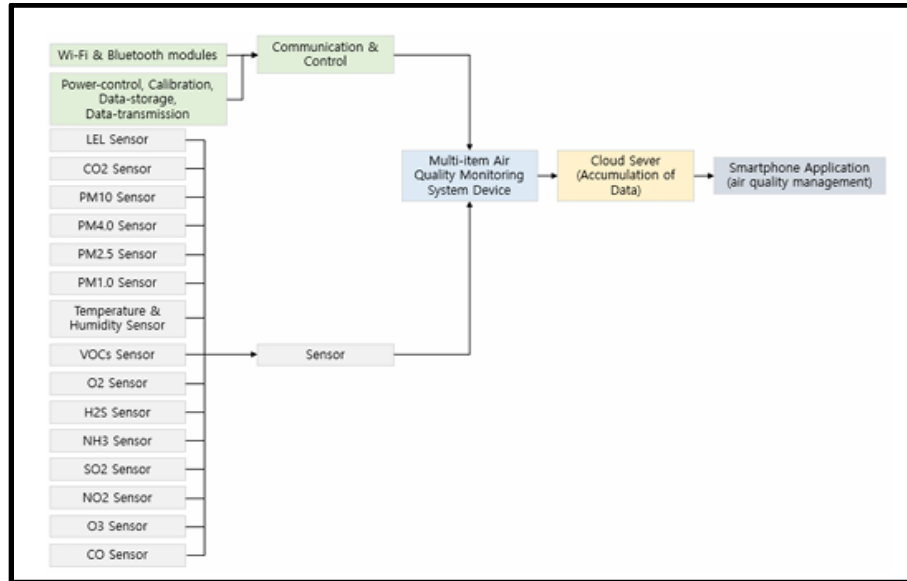 Wi-Fi & Bluetooth modules
Communication &
Control
Power-control, Calibration,
Data-storage,
Data-transmission
LEL Sensor
CO2 Sensor
PM10 Sensor
PM4.0 Sensor
PM2.5 Sensor
PM1.0 Sensor
Temperature &
Humidity Sensor
VOCs Sensor
O2 Sensor
H2S Sensor
NH3 Sensor
SO2 Sensor
NO2 Sensor
O3 Sensor
CO Sensor
Sensor
Multi-item Air
Quality Monitoring
System Device
Cloud Sever
(Accumulation of
Data)
Smartphone Application
(air quality management)